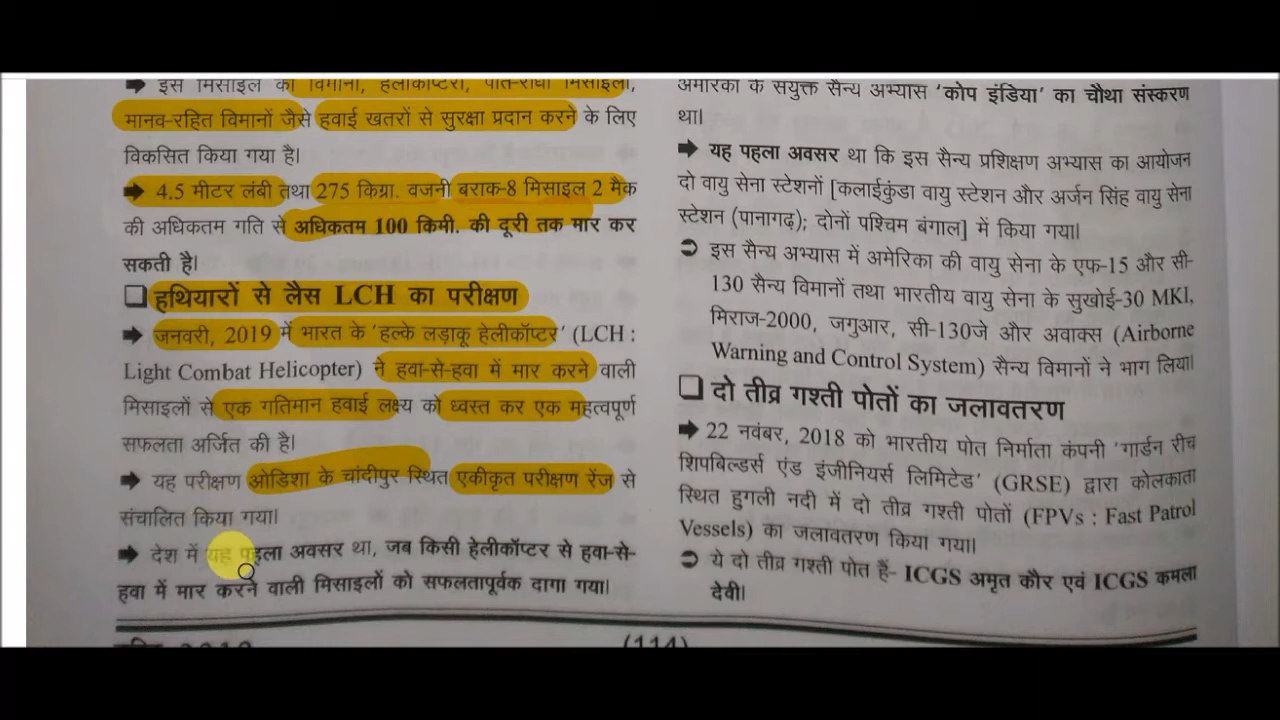 ➡ इस मिसाइल को विमानों, हेलीकॉप्टरों, पोत-रोधी मिसाइलों,
मानव-रहित विमानों जैसे हवाई खतरों से सुरक्षा प्रदान करने के लिए
विकसित किया गया है।
➡ 4.5 मीटर लंबी तथा 275 किग्रा. वजनी बराक-8 मिसाइल 2 मैक
की अधिकतम गति से अधिकतम 100 किमी. की दूरी तक मार कर
सकती है।
❑ हथियारों से लैस LCH का परीक्षण
➡ जनवरी, 2019 में भारत के 'हल्के लड़ाकू हेलीकॉप्टर' (LCH :
Light Combat Helicopter) ने हवा-से-हवा में मार करने वाली
मिसाइलों से एक गतिमान हवाई लक्ष्य को ध्वस्त कर एक महत्वपूर्ण
सफलता अर्जित की है।
➡ यह परीक्षण ओडिशा के चांदीपुर स्थित एकीकृत परीक्षण रेंज से
संचालित किया गया।
➡ देश में यह पहला अवसर था, जब किसी हेलीकॉप्टर से हवा-से-
हवा में मार करने वाली मिसाइलों को सफलतापूर्वक दागा गया।
अमेरिका के संयुक्त सैन्य अभ्यास 'कोप इंडिया' का चौथा संस्करण
था।
➡ यह पहला अवसर था कि इस सैन्य प्रशिक्षण अभ्यास का आयोजन
दो वायु सेना स्टेशनों [कलाईकुंडा वायु स्टेशन और अर्जन सिंह वायु सेना
स्टेशन (पानागढ़); दोनों पश्चिम बंगाल] में किया गया।
➲ इस सैन्य अभ्यास में अमेरिका की वायु सेना के एफ-15 और सी-
130 सैन्य विमानों तथा भारतीय वायु सेना के सुखोई-30 MKI,
मिराज-2000, जगुआर, सी-130जे और अवाक्स (Airborne
Warning and Control System) सैन्य विमानों ने भाग लिया।
❑ दो तीव्र गश्ती पोतों का जलावतरण
➡ 22 नवंबर, 2018 को भारतीय पोत निर्माता कंपनी 'गार्डन रीच
शिपबिल्डर्स एंड इंजीनियर्स लिमिटेड' (GRSE) द्वारा कोलकाता
स्थित हुगली नदी में दो तीव्र गश्ती पोतों (FPVs : Fast Patrol
Vessels) का जलावतरण किया गया।
➲ ये दो तीव्र गश्ती पोत हैं- ICGS अमृत कौर एवं ICGS कमला
देवी।
(114)